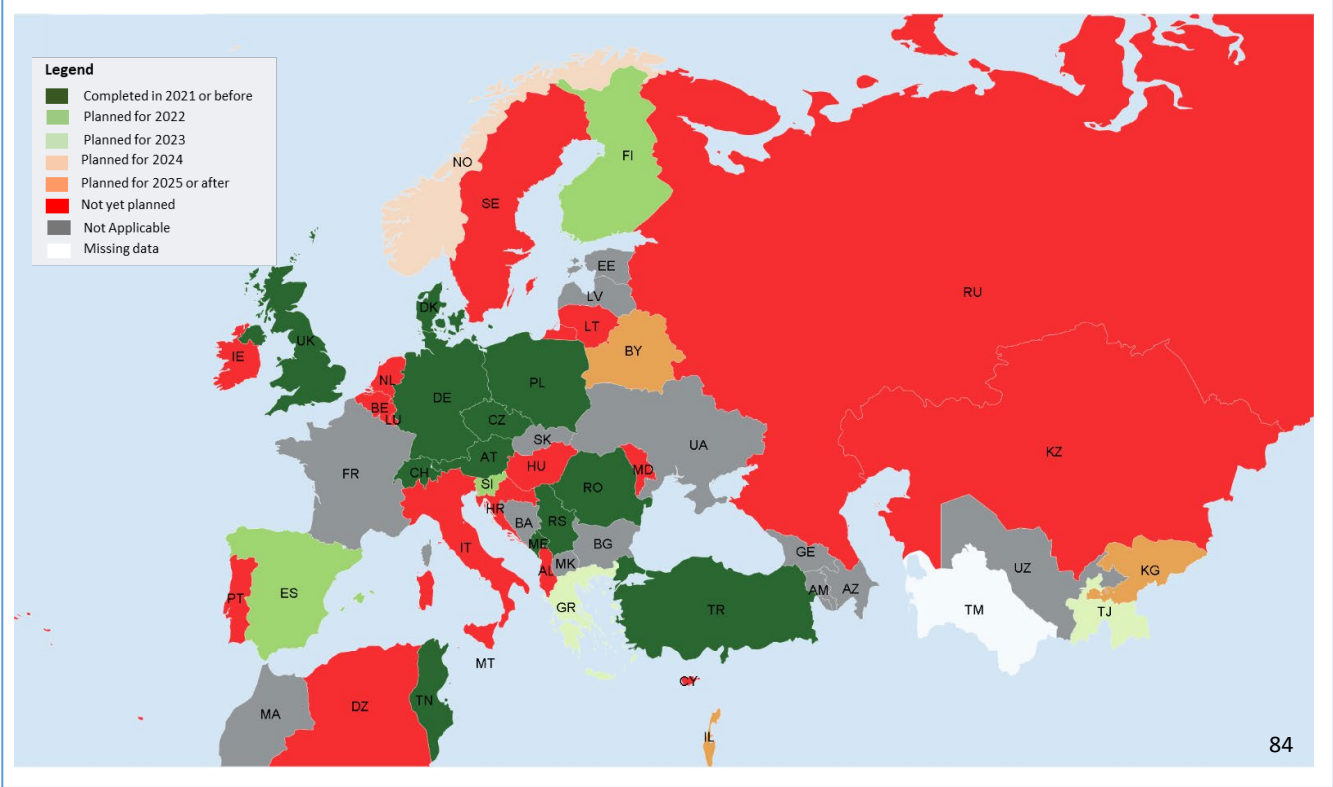 Legend
Completed in 2021 or before
Planned for 2022
Planned for 2023
Planned for 2024
Planned for 2025 or after
Not yet planned
Not Applicable
Missing data
NO
FI
SE
EE
RU
LV
DK
LT
UK
BY
IE
NL
PL
DE
BE
LU
CZ
SK
UA
KZ
AT
HU
MD
FR
CH
SI
RO
HR
BA
RS
IT
ME
BG
GE
MK
UZ
KG
AL
AM
AZ
ES
PT
GR
TR
TM
TJ
MT
CY
TN
DZ
MA
IL
84